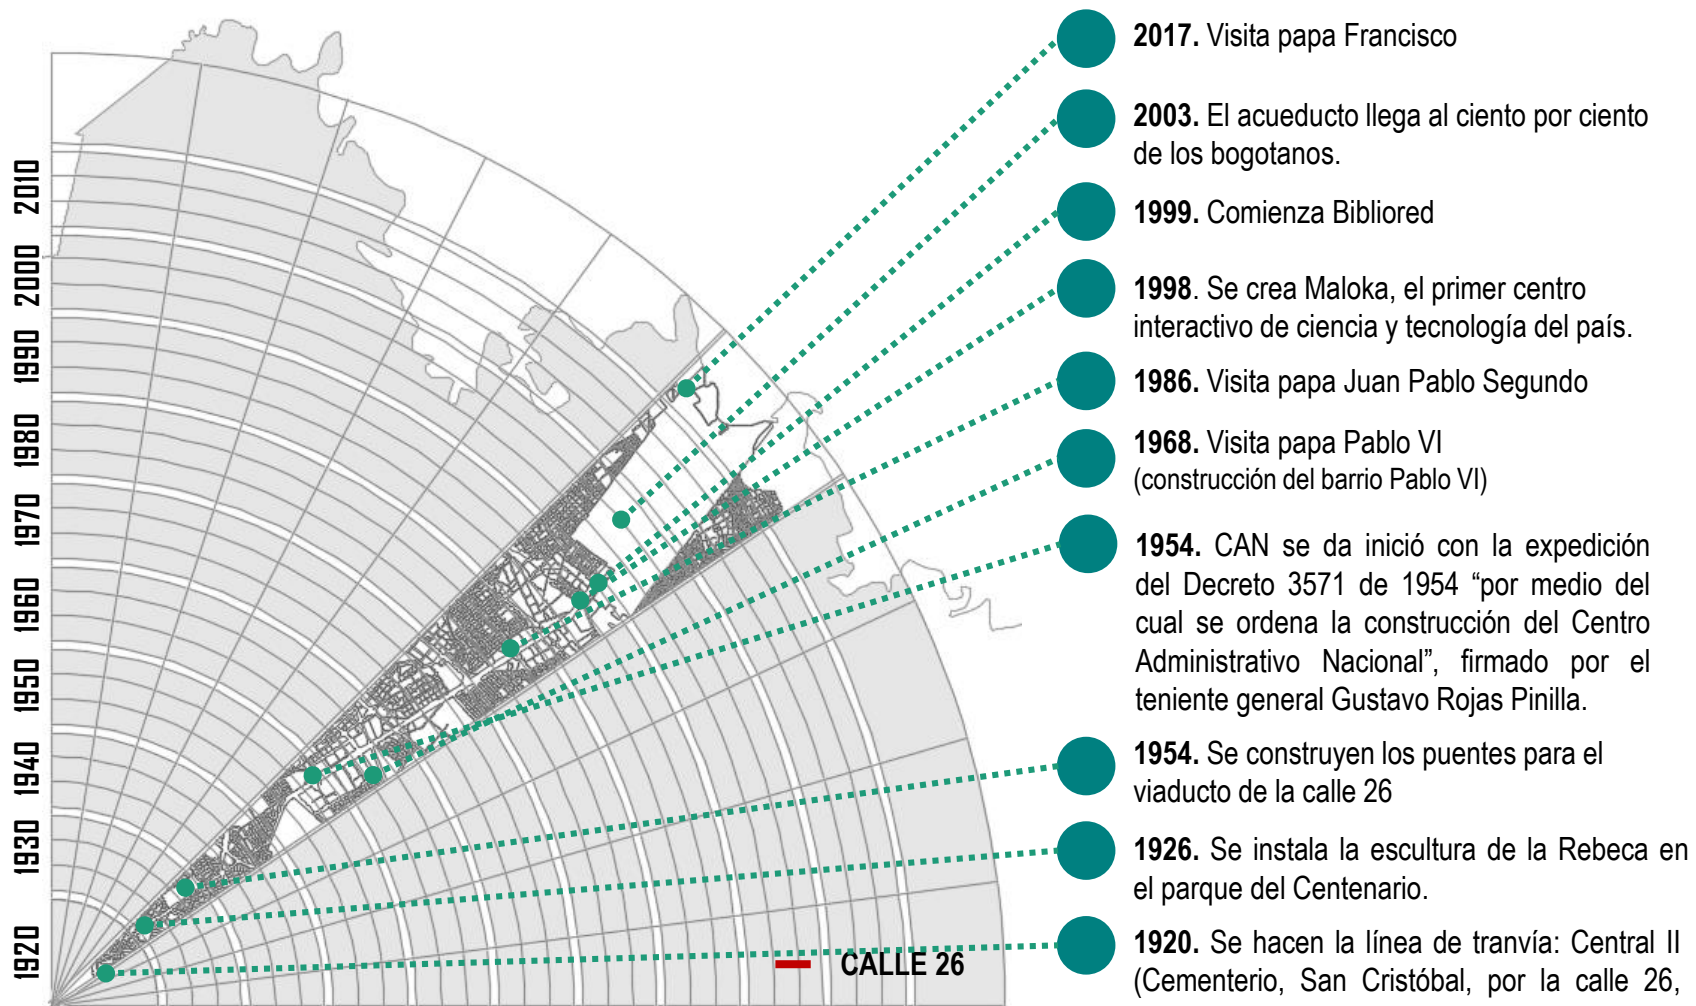 2017. Visita papa Francisco
2003. El acueducto llega al ciento por ciento
de los bogotanos.
1999. Comienza Bibliored
1998. Se crea Maloka, el primer centro
interactivo de ciencia y tecnología del país.
1986. Visita papa Juan Pablo Segundo
1968. Visita papa Pablo VI
(construcción del barrio Pablo VI)
1954. CAN se da inició con la expedición
del Decreto 3571 de 1954 “por medio del
cual se ordena la construcción del Centro
Administrativo Nacional”, firmado por el
teniente general Gustavo Rojas Pinilla.
1954. Se construyen los puentes para el
viaducto de la calle 26
1926. Se instala la escultura de la Rebeca en
el parque del Centenario.
1920. Se hacen la línea de tranvía: Central II
(Cementerio, San Cristóbal, por la calle 26,
2010
2000
1990
1980
1970
1960
1950
1940
1930
1920
CALLE 26